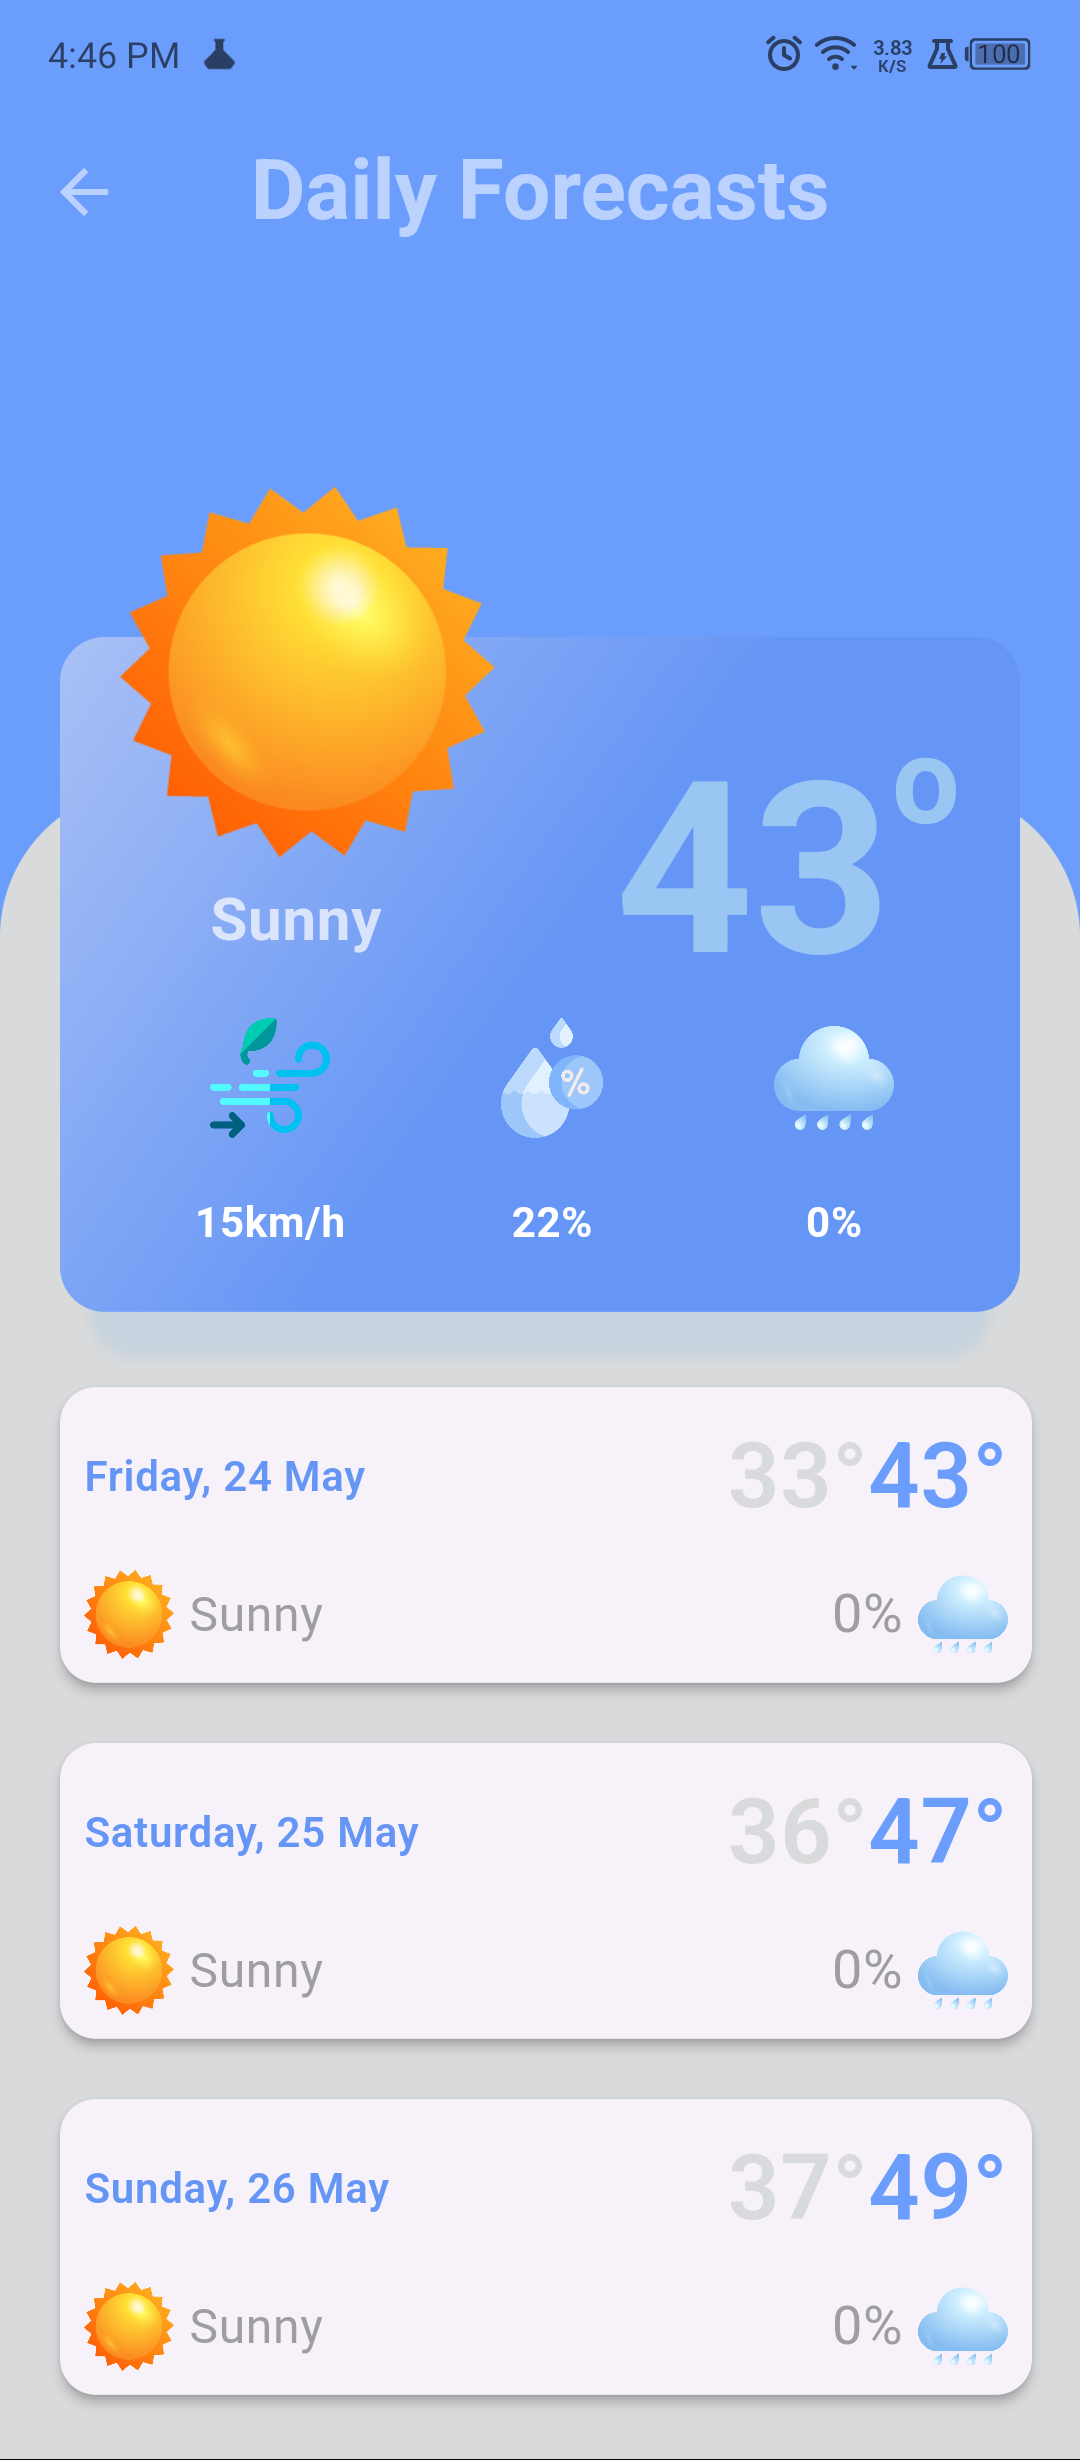 4:46 PM 3.83 K/S 100
Daily Forecasts
43°
Sunny
%
15km/h 22% 0%
Friday, 24 May 33° 43°
Sunny 0%
Saturday, 25 May 36° 47°
Sunny 0%
Sunday, 26 May 37° 49°
Sunny 0%